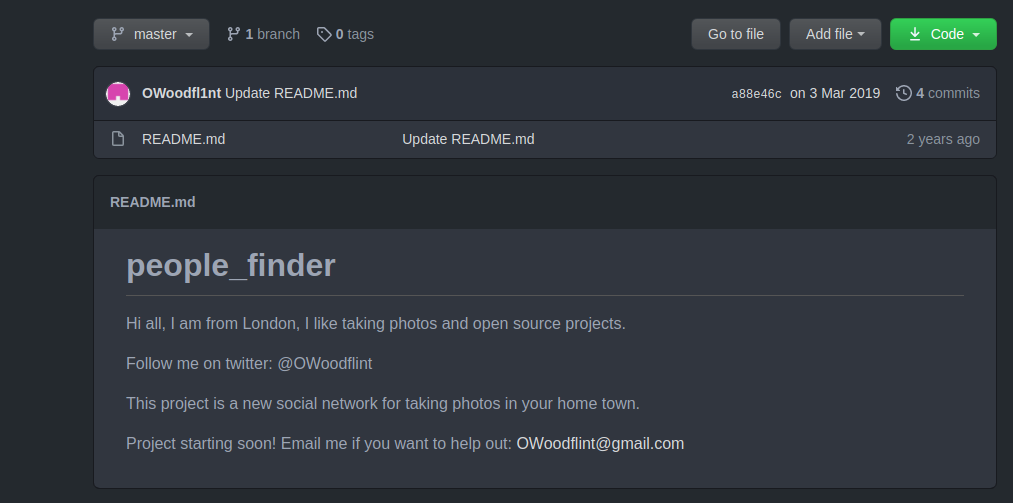 master 1 branch 0 tags Go to file Add file Code
OWoodfl1nt Update README.md a88e46c on 3 Mar 2019 4 commits
README.md Update README.md 2 years ago
README.md
people_finder
Hi all, I am from London, I like taking photos and open source projects.
Follow me on twitter: @OWoodflint
This project is a new social network for taking photos in your home town.
Project starting soon! Email me if you want to help out: OWoodflint@gmail.com